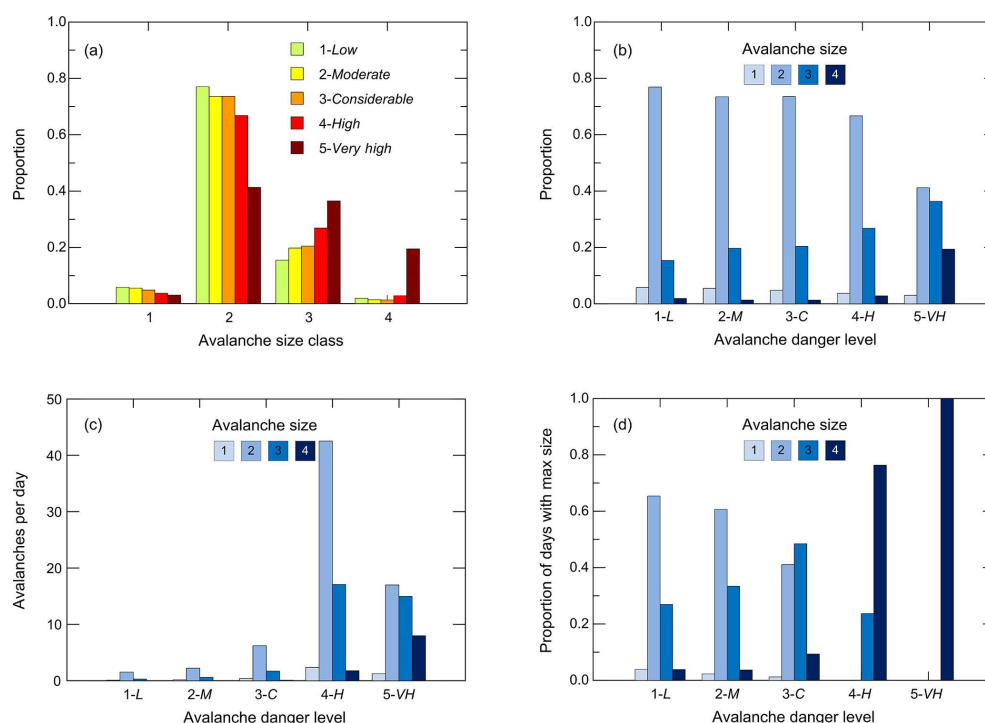 (a)
1-Low
2-Moderate
3-Considerable
4-High
5-Very high
1.0
0.8
0.6
0.4
0.2
0.0
Proportion
1 2 3 4
Avalanche size class
(b)
Avalanche size
1 2 3 4
1.0
0.8
0.6
0.4
0.2
0.0
Proportion
1-L 2-M 3-C 4-H 5-VH
Avalanche danger level
(c)
Avalanche size
1 2 3 4
50
40
30
20
10
0
Avalanches per day
1-L 2-M 3-C 4-H 5-VH
Avalanche danger level
(d)
Avalanche size
1 2 3 4
1.0
0.8
0.6
0.4
0.2
0.0
Proportion of days with max size
1-L 2-M 3-C 4-H 5-VH
Avalanche danger level